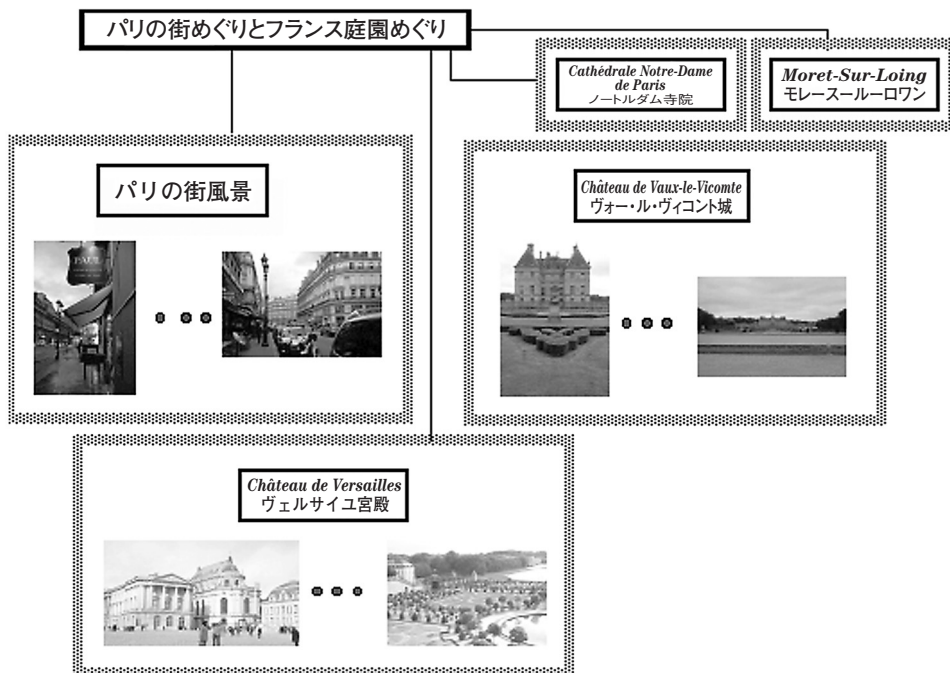 パリの街めぐりとフランス庭園めぐり
Cathédrale Notre-Dame
de Paris
ノートルダム寺院
Moret-Sur-Loing
モレースールーロワン
パリの街風景
PAUL
Château de Vaux-le-Vicomte
ヴォー・ル・ヴィコント城
Château de Versailles
ヴェルサイユ宮殿